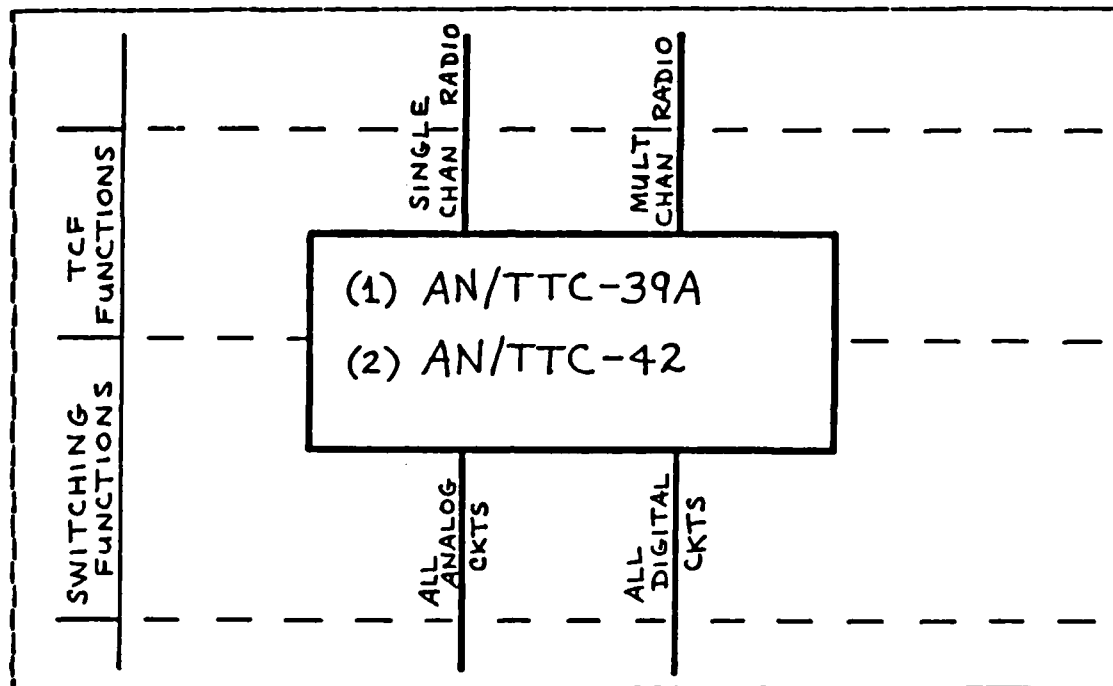 SINGLE
CHAN RADIO
MULT
CHAN RADIO
TCF
FUNCTIONS
(1) AN/TTC-39A
(2) AN/TTC-42
SWITCHING
FUNCTIONS
ALL
ANALOG
CKTS
ALL
DIGITAL
CKTS